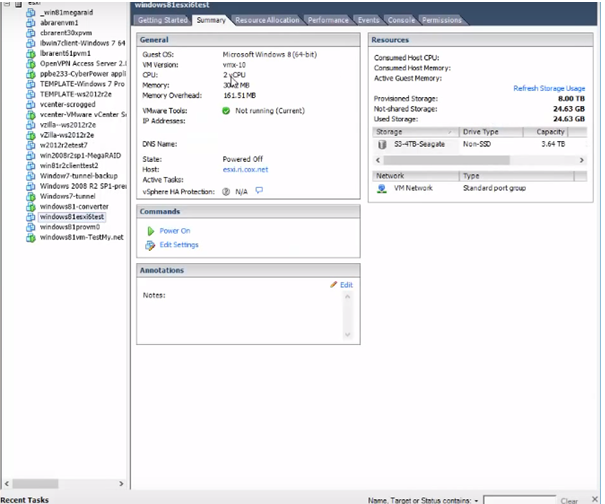 esxi
_win81megaraid
abrarenvm1
cbrarent30xpvm
ibwin7client-Windows 7 64
lbrarent61pvm1
OpenVPN Access Server 2.
ppbe233-CyberPower appli
TEMPLATE-Windows 7 Pro
TEMPLATE-ws2012r2e
vcenter-scrogged
vcenter-VMware vCenter S
vzilla--ws2012r2e
vZilla-ws2012r2e
w2012r2etest7
win2008r2sp1-MegaRAID
win81r2clienttest2
Window7-tunnel-backup
Windows 2008 R2 SP1-prei
Windows7-tunnel
windows81-converter
windows81esxi6test
windows81provm0
windows81vm-TestMy.net
windows81esxi6test
Getting Started Summary Resource Allocation Performance Events Console Permissions
General
Guest OS: Microsoft Windows 8 (64-bit)
VM Version: vmx-10
CPU: 2 vCPU
Memory: MB
Memory Overhead: 161.51 MB
VMware Tools: Not running (Current)
IP Addresses:
DNS Name:
State: Powered Off
Host: esxi.ri.cox.net
Active Tasks:
vSphere HA Protection: N/A
Commands
Power On
Edit Settings
Annotations
Edit
Notes:
Resources
Consumed Host CPU:
Consumed Host Memory:
Active Guest Memory:
Refresh Storage Usage
Provisioned Storage: 8.00 TB
Not-shared Storage: 24.63 GB
Used Storage: 24.63 GB
Storage Drive Type Capacity
S3-4TB-Seagate Non-SSD 3.64 TB
Network Type
VM Network Standard port group
Recent Tasks
Name, Target or Status contains: Clear